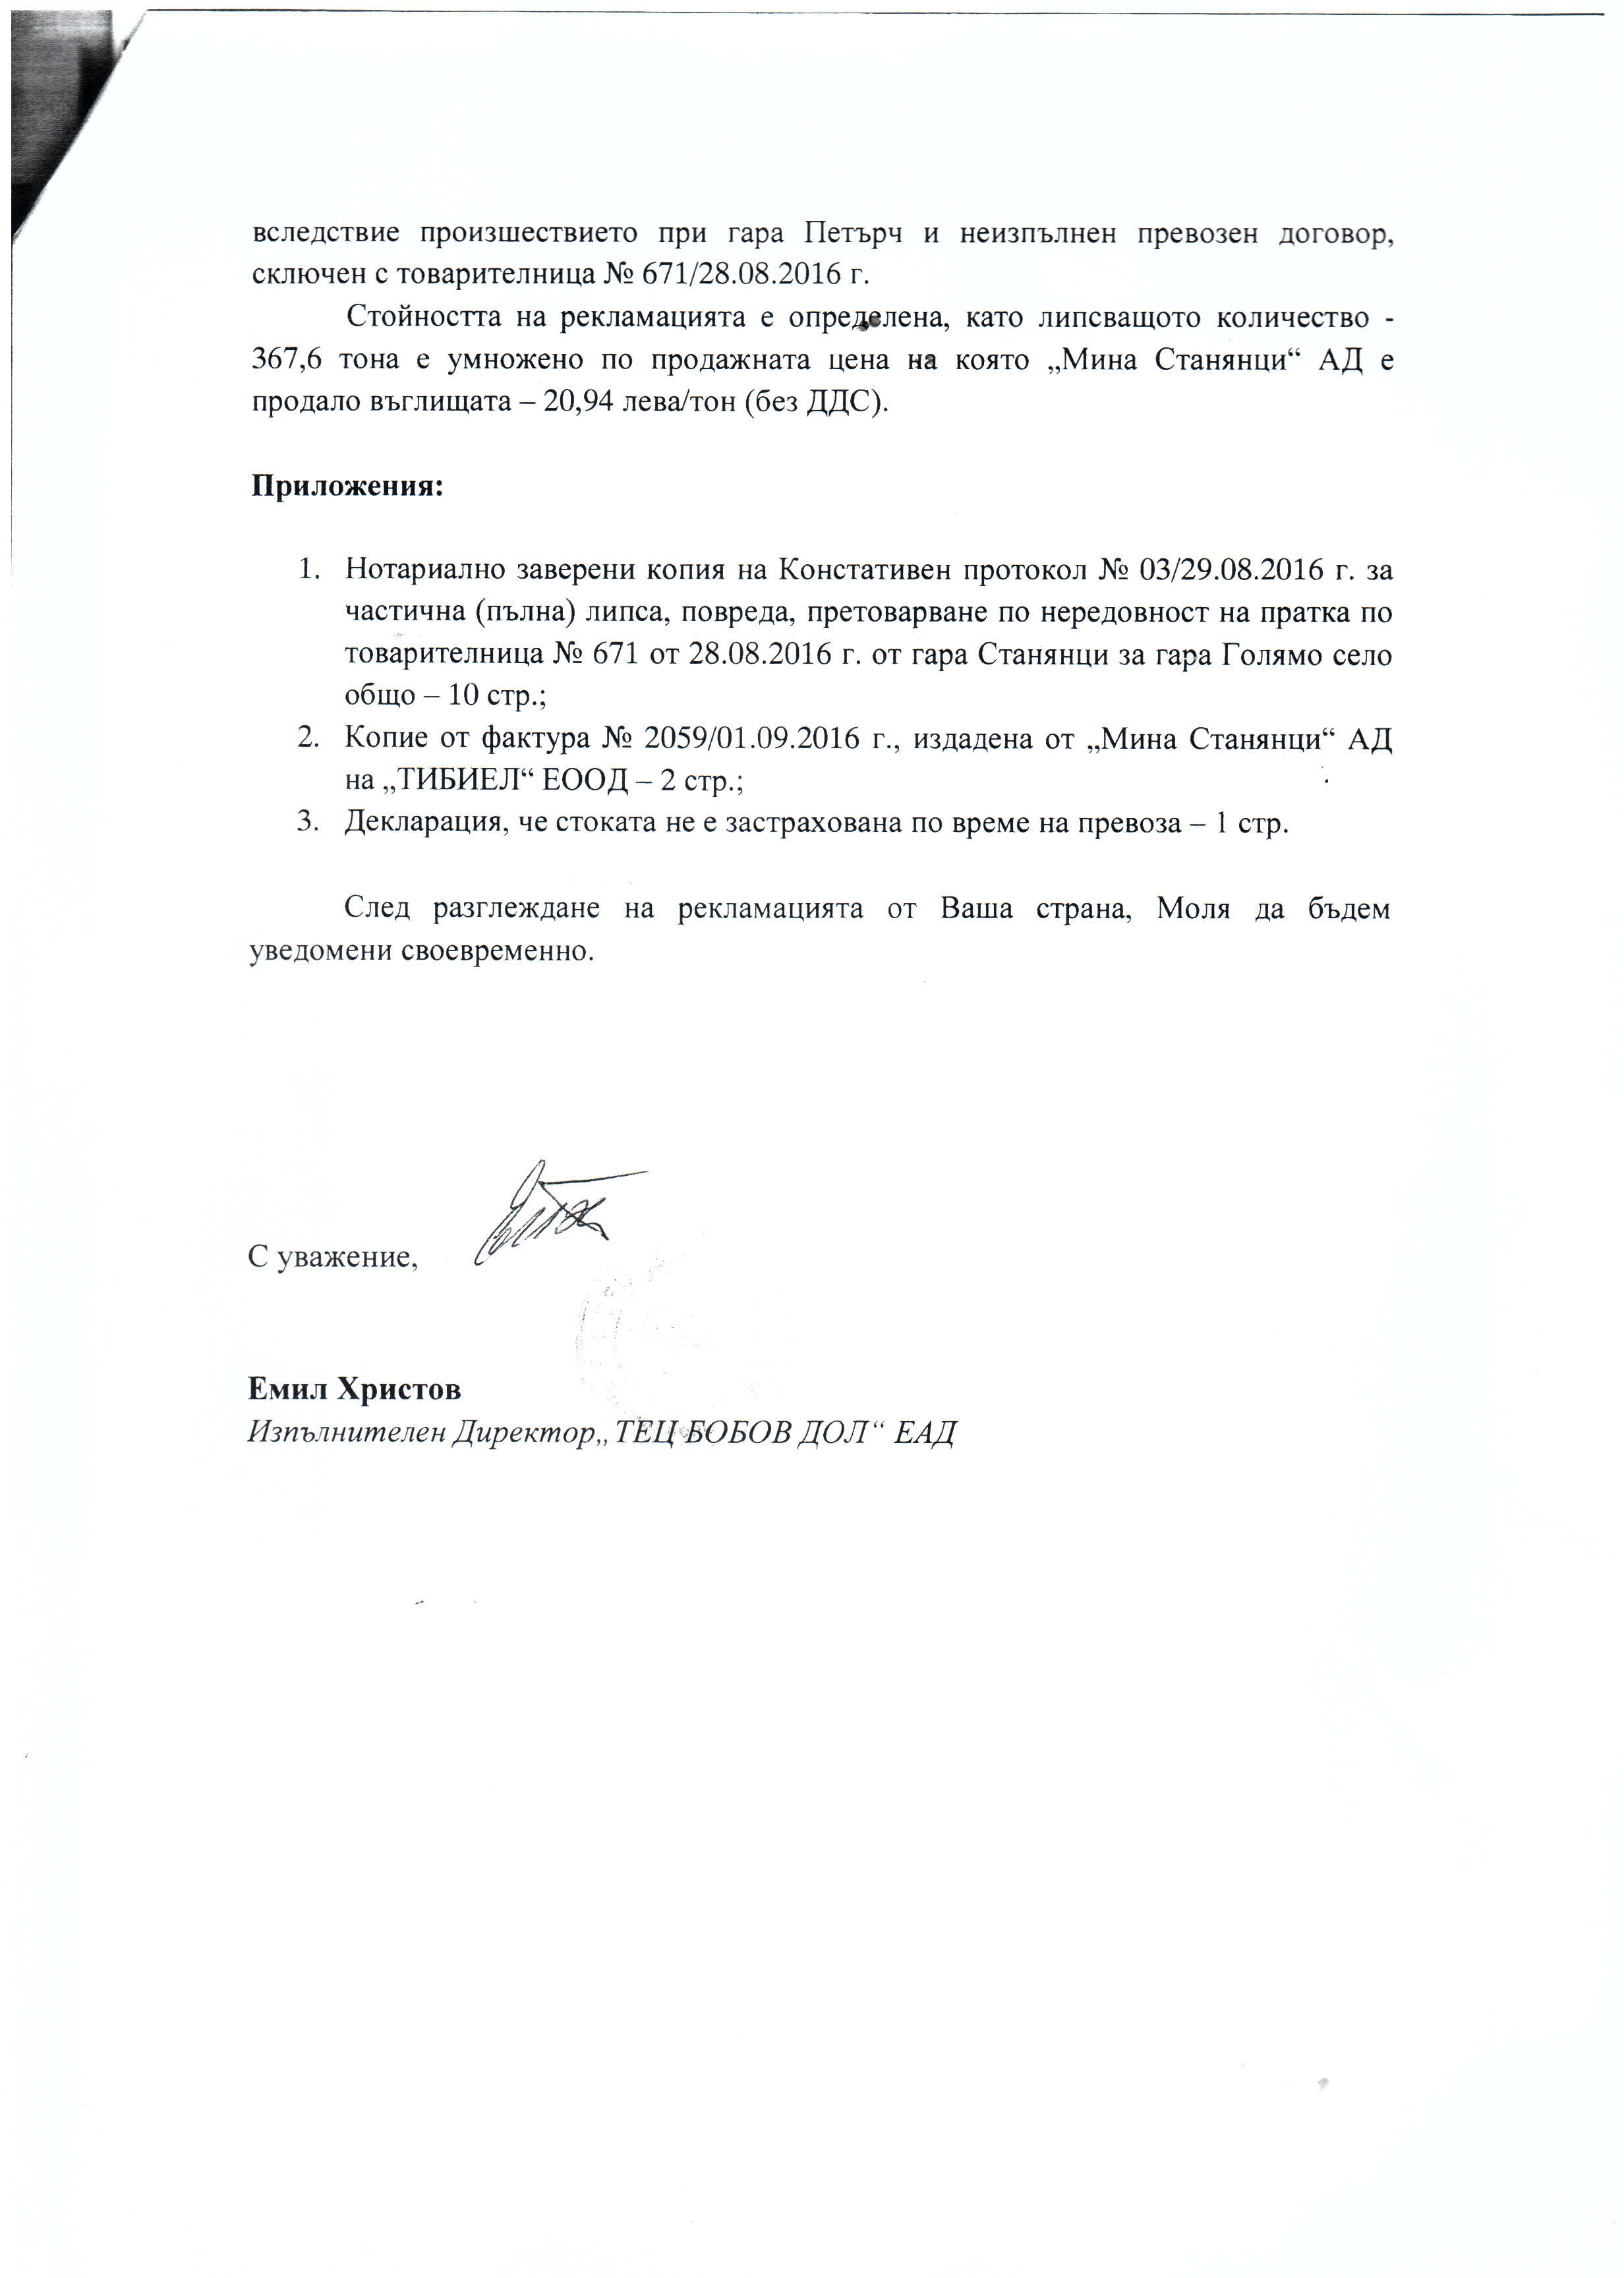 вследствие произшествието при гара Петърч и неизпълнен превозен договор,
сключен с товарителница № 671/28.08.2016 г.
Стойността на рекламацията е определена, като липсващото количество -
367,6 тона е умножено по продажната цена на която „Мина Станянци“ АД е
продало въглищата – 20,94 лева/тон (без ДДС).
Приложения:
1. Нотариално заверени копия на Констативен протокол № 03/29.08.2016 г. за
частична (пълна) липса, повреда, претоварване по нередовност на пратка по
товарителница № 671 от 28.08.2016 г. от гара Станянци за гара Голямо село
общо – 10 стр.;
2. Копие от фактура № 2059/01.09.2016 г., издадена от „Мина Станянци“ АД
на „ТИБИЕЛ“ ЕООД – 2 стр.;
3. Декларация, че стоката не е застрахована по време на превоза – 1 стр.
След разглеждане на рекламацията от Ваша страна, Моля да бъдем
уведомени своевременно.
С уважение,
Емил Христов
Изпълнителен Директор„ ТЕЦ БОБОВ ДОЛ“ ЕАД